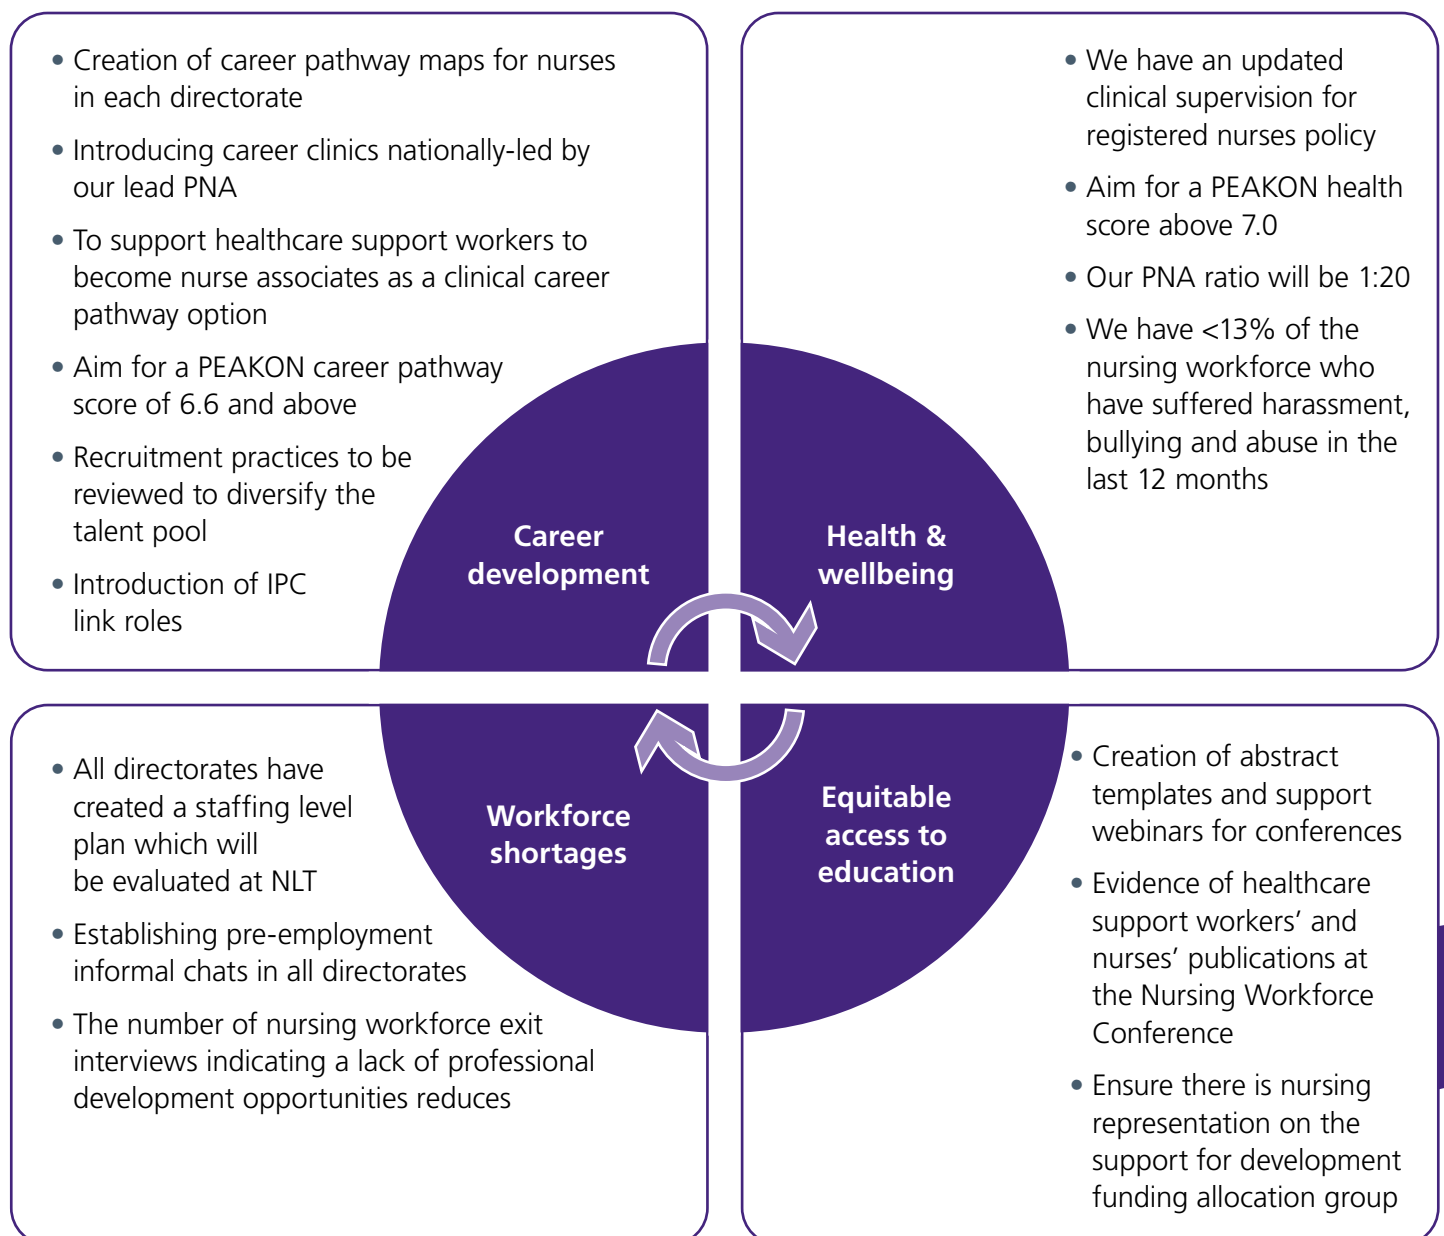 • Creation of career pathway maps for nurses
in each directorate
• Introducing career clinics nationally-led by
our lead PNA
• To support healthcare support workers to
become nurse associates as a clinical career
pathway option
• Aim for a PEAKON career pathway
score of 6.6 and above
• Recruitment practices to be
reviewed to diversify the
talent pool
• Introduction of IPC
link roles
Career
development
• We have an updated
clinical supervision for
registered nurses policy
• Aim for a PEAKON health
score above 7.0
• Our PNA ratio will be 1:20
• We have <13% of the
nursing workforce who
have suffered harassment,
bullying and abuse in the
last 12 months
Health &
wellbeing
• All directorates have
created a staffing level
plan which will
be evaluated at NLT
• Establishing pre-employment
informal chats in all directorates
• The number of nursing workforce exit
interviews indicating a lack of professional
development opportunities reduces
Workforce
shortages
Equitable
access to
education
• Creation of abstract
templates and support
webinars for conferences
• Evidence of healthcare
support workers’ and
nurses’ publications at
the Nursing Workforce
Conference
• Ensure there is nursing
representation on the
support for development
funding allocation group